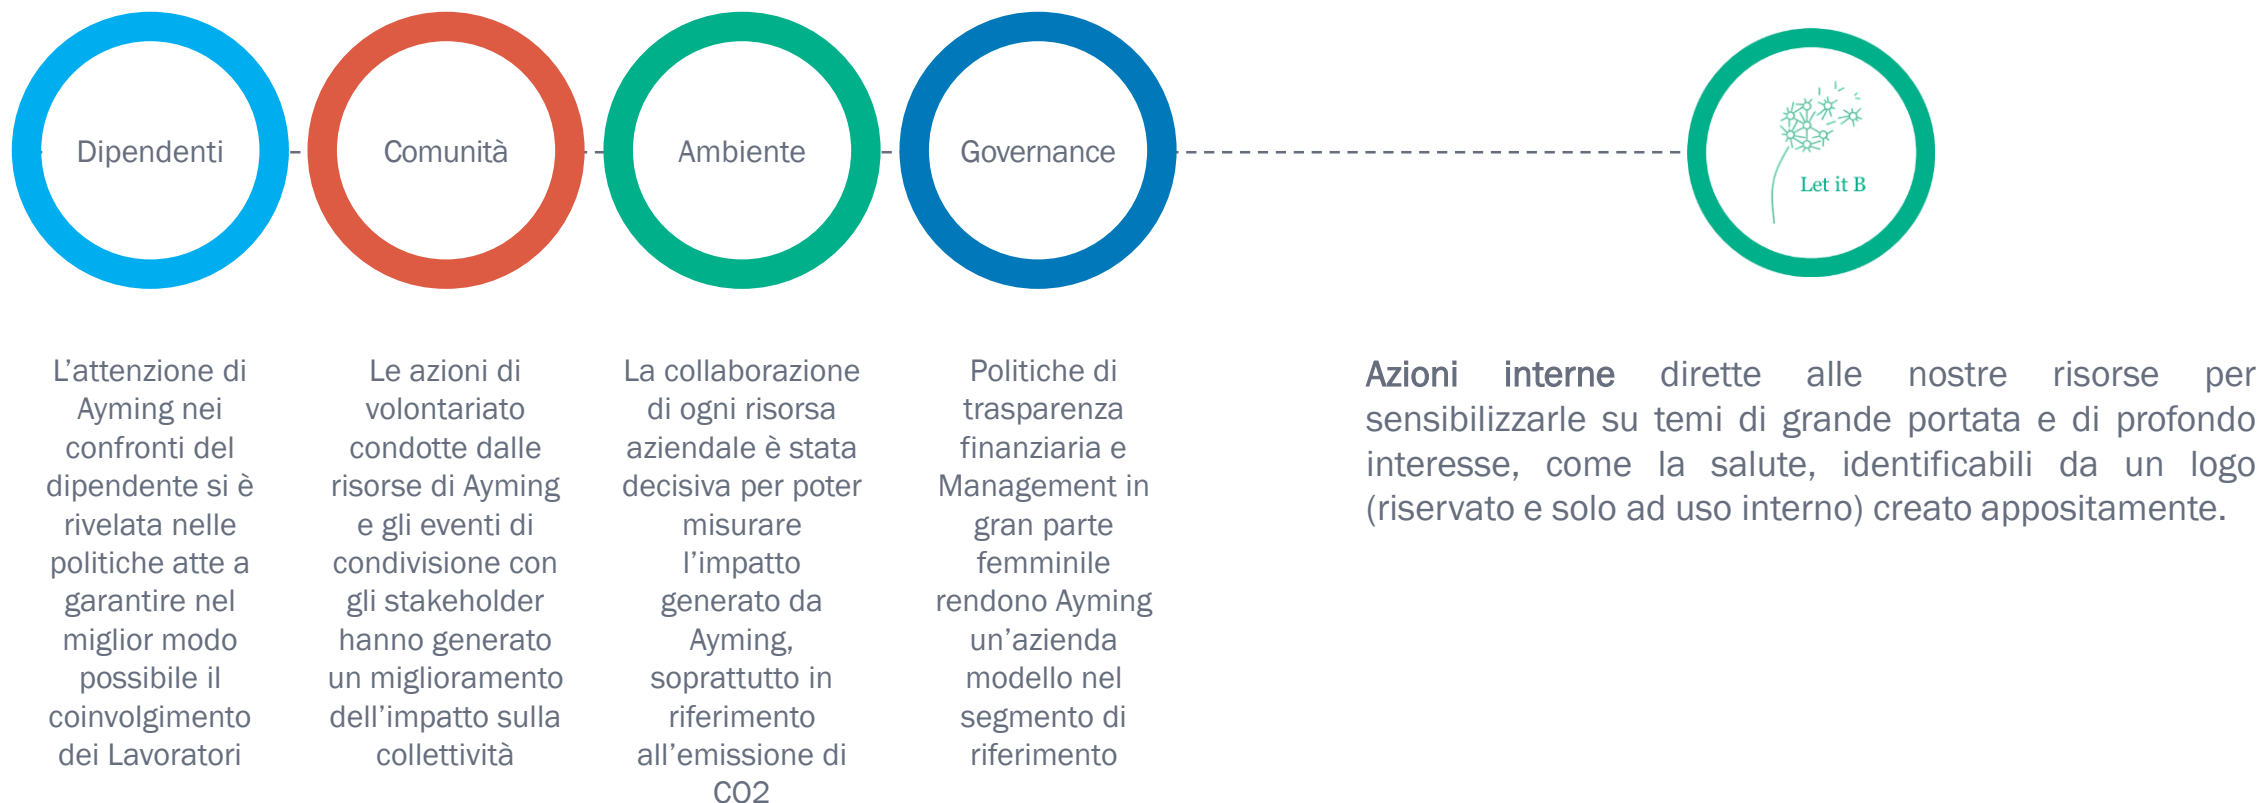 Dipendenti
Comunità
Ambiente
Governance
Let it B
L’attenzione di
Ayming nei
confronti del
dipendente si è
rivelata nelle
politiche atte a
garantire nel
miglior modo
possibile il
coinvolgimento
dei Lavoratori
Le azioni di
volontariato
condotte dalle
risorse di Ayming
e gli eventi di
condivisione con
gli stakeholder
hanno generato
un miglioramento
dell’impatto sulla
collettività
La collaborazione
di ogni risorsa
aziendale è stata
decisiva per poter
misurare
l’impatto
generato da
Ayming,
soprattutto in
riferimento
all’emissione di
CO2
Politiche di
trasparenza
finanziaria e
Management in
gran parte
femminile
rendono Ayming
un’azienda
modello nel
segmento di
riferimento
Azioni interne dirette alle nostre risorse per
sensibilizzarle su temi di grande portata e di profondo
interesse, come la salute, identificabili da un logo
(riservato e solo ad uso interno) creato appositamente.